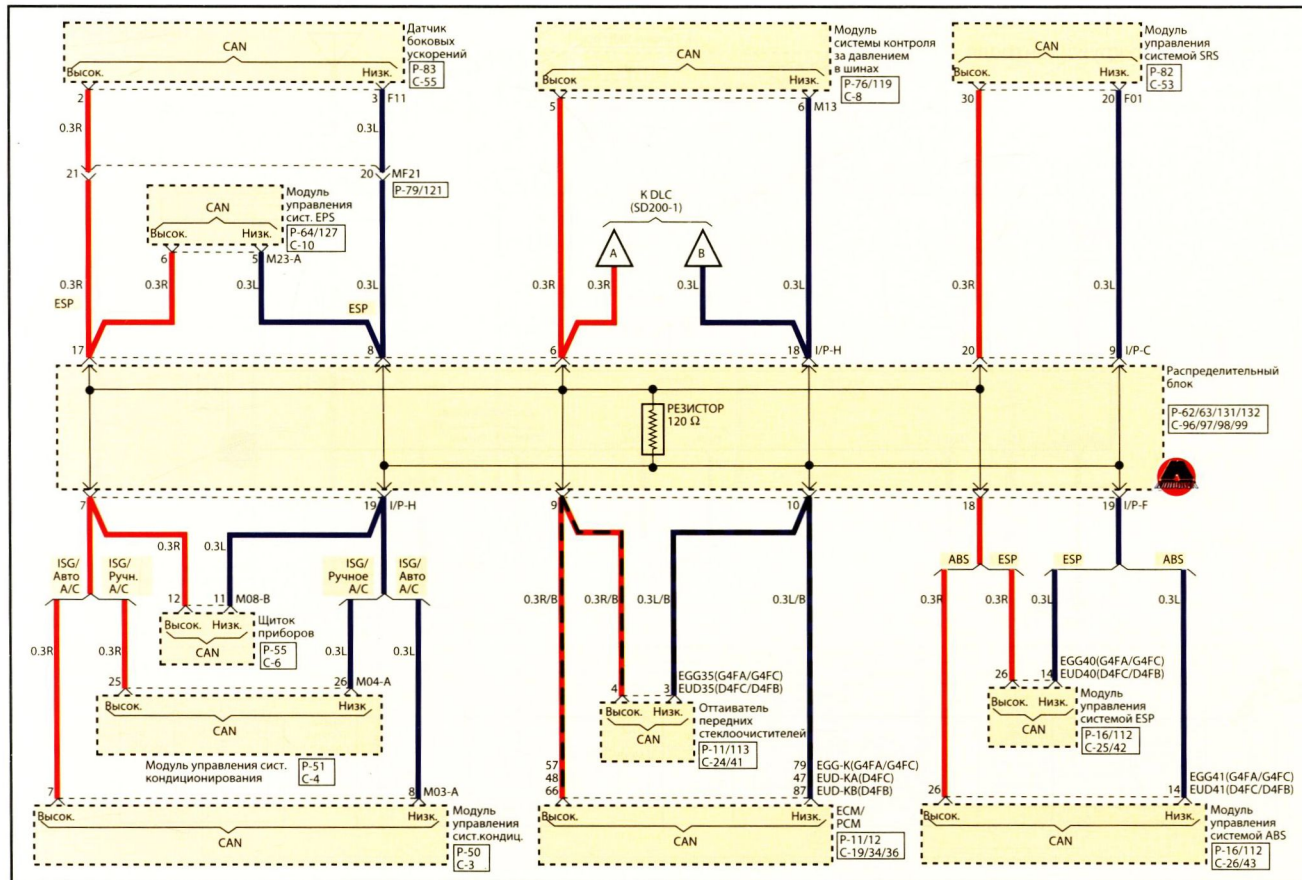 CAN
Высок.
Низк.
Датчик
боковых
ускорений
P-83
C-55
2
3
F11
0.3R
0.3L
21
20
MF21
P-79/121
CAN
Высок.
Низк.
Модуль
управления
сист. EPS
P-64/127
C-10
6
5
M23-A
0.3R
0.3R
0.3L
0.3L
ESP
ESP
17
8
CAN
Высок.
Низк.
Модуль
системы контроля
за давлением
в шинах
P-76/119
C-8
5
6
M13
К DLC
(SD200-1)
A
B
0.3R
0.3R
0.3L
0.3L
6
18
I/P-H
CAN
Высок.
Низк.
Модуль
управления
системой SRS
P-82
C-53
30
20
F01
0.3R
0.3L
20
9
I/P-C
РЕЗИСТОР
120 Ω
Распределительный
блок
P-62/63/131/132
C-96/97/98/99
7
19
I/P-H
9
10
18
19
I/P-F
0.3R
0.3L
ISG/
Авто
A/C
ISG/
Ручн.
A/C
ISG/
Ручное
A/C
ISG/
Авто
A/C
12
11
M08-B
Высок.
Низк.
CAN
Щиток
приборов
P-55
C-6
0.3R
0.3R
0.3L
0.3L
25
26
M04-A
Высок.
Низк
CAN
Модуль управления сист.
кондиционирования
P-51
C-4
7
8
M03-A
Высок.
Низк.
CAN
Модуль
управления
сист.кондиц.
P-50
C-3
0.3R/B
0.3R/B
0.3L/B
0.3L/B
4
3
EGG35(G4FA/G4FC)
EUD35(D4FC/D4FB)
Высок.
Низк.
CAN
Оттаиватель
передних
стеклоочистителей
P-11/113
C-24/41
57
48
66
79
47
87
EGG-K(G4FA/G4FC)
EUD-KA(D4FC)
EUD-KB(D4FB)
Высок.
Низк.
CAN
ECM/
PCM
P-11/12
C-19/34/36
ABS
ESP
ESP
ABS
0.3R
0.3R
0.3L
0.3L
26
14
EGG40(G4FA/G4FC)
EUD40(D4FC/D4FB)
Высок.
Низк.
CAN
Модуль
управления
системой ESP
P-16/112
C-25/42
26
14
EGG41(G4FA/G4FC)
EUD41(D4FC/D4FB)
Высок.
Низк.
CAN
Модуль
управления
системой ABS
P-16/112
C-26/43